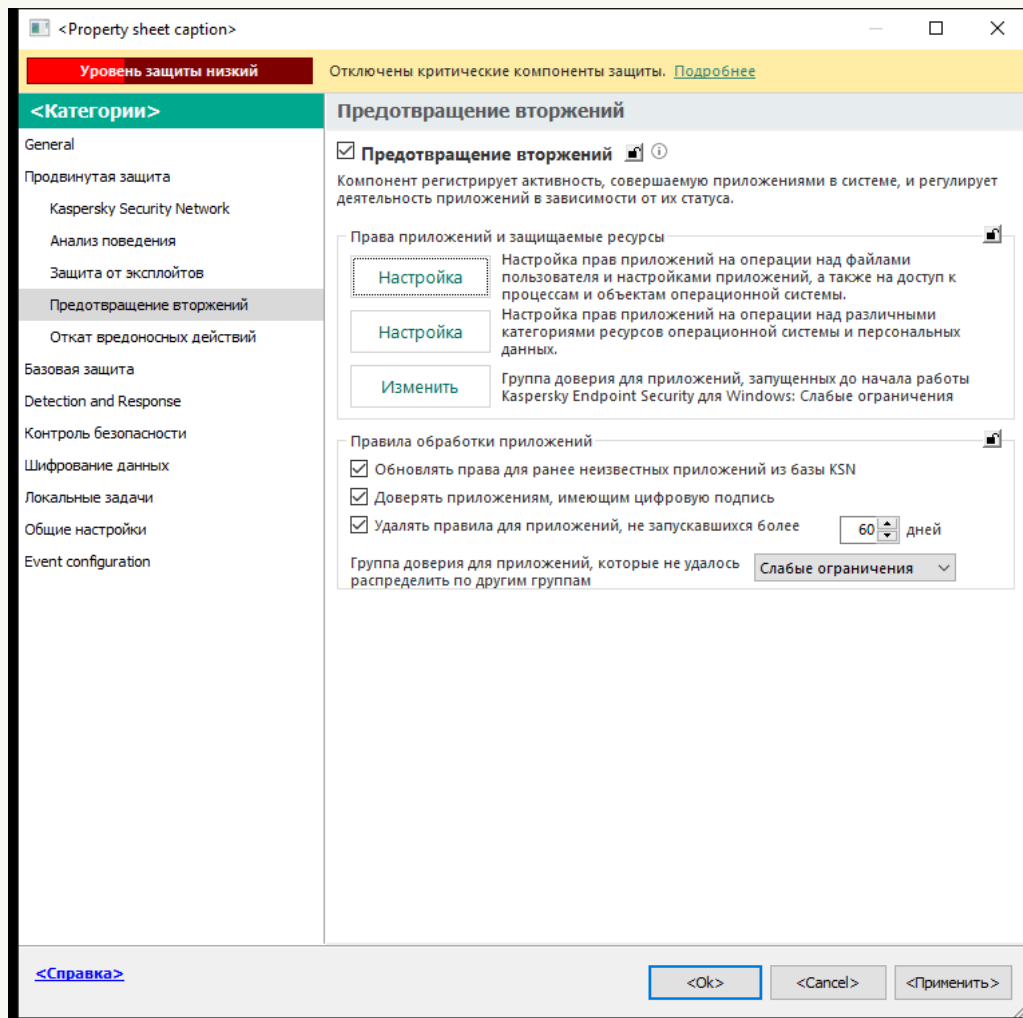 <Property sheet caption>
Уровень защиты низкий
Отключены критические компоненты защиты. Подробнее
<Категории>
General
Продвинутая защита
Kaspersky Security Network
Анализ поведения
Защита от эксплойтов
Предотвращение вторжений
Откат вредоносных действий
Базовая защита
Detection and Response
Контроль безопасности
Шифрование данных
Локальные задачи
Общие настройки
Event configuration
Предотвращение вторжений
Предотвращение вторжений
Компонент регистрирует активность, совершаемую приложениями в системе, и регулирует
деятельность приложений в зависимости от их статуса.
Права приложений и защищаемые ресурсы
Настройка
Настройка прав приложений на операции над файлами
пользователя и настройками приложений, а также на доступ к
процессам и объектам операционной системы.
Настройка
Настройка прав приложений на операции над различными
категориями ресурсов операционной системы и персональных
данных.
Изменить
Группа доверия для приложений, запущенных до начала работы
Kaspersky Endpoint Security для Windows: Слабые ограничения
Правила обработки приложений
Обновлять права для ранее неизвестных приложений из базы KSN
Доверять приложениям, имеющим цифровую подпись
Удалять правила для приложений, не запускавшихся более 60 дней
Группа доверия для приложений, которые не удалось
распределить по другим группам
Слабые ограничения
<Справка>
<Ok>
<Cancel>
<Применить>